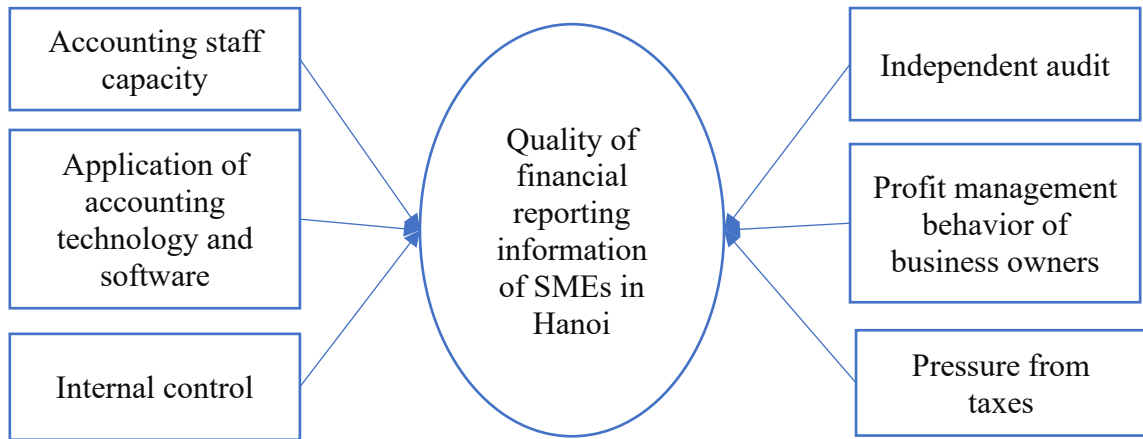 Accounting staff
capacity
Application of
accounting
technology and
software
Internal control
Quality of
financial
reporting
information
of SMEs in
Hanoi
Independent audit
Profit management
behavior of
business owners
Pressure from
taxes